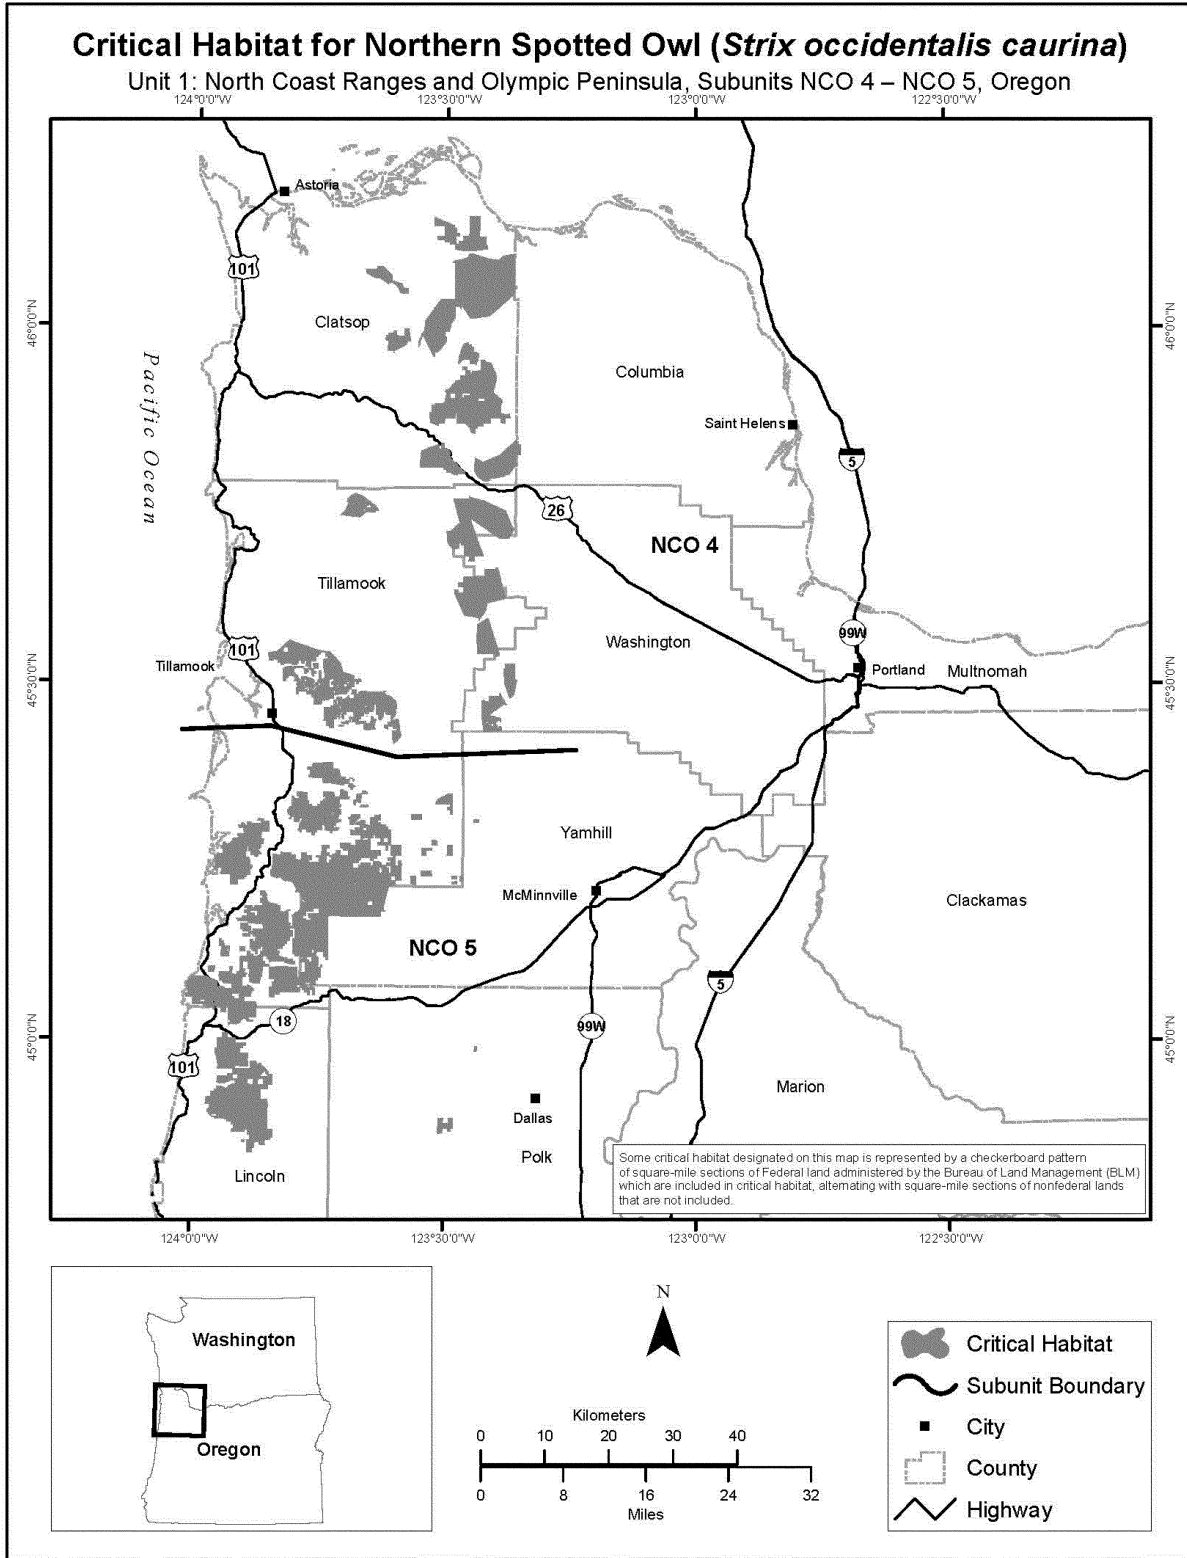 Critical Habitat for Northern Spotted Owl (Strix occidentalis caurina)
Unit 1: North Coast Ranges and Olympic Peninsula, Subunits NCO 4 – NCO 5, Oregon
124°0'0"W
123°30'0"W
123°0'0"W
122°30'0"W
Astoria
101
Clatsop
46°0'0"N
46°0'0"N
Pacific Ocean
Columbia
Saint Helens
5
26
NCO 4
Tillamook
Washington
99W
101
Tillamook
Portland
Multnomah
45°30'0"N
45°30'0"N
Yamhill
McMinnville
Clackamas
NCO 5
5
18
99W
45°0'0"N
45°0'0"N
101
Marion
Dallas
Polk
Lincoln
Some critical habitat designated on this map is represented by a checkerboard pattern
of square-mile sections of Federal land administered by the Bureau of Land Management (BLM)
which are included in critical habitat, alternating with square-mile sections of nonfederal lands
that are not included.
124°0'0"W
123°30'0"W
123°0'0"W
122°30'0"W
Washington
Oregon
N
Kilometers
0 10 20 30 40
0 8 16 24 32
Miles
Critical Habitat
Subunit Boundary
City
County
Highway